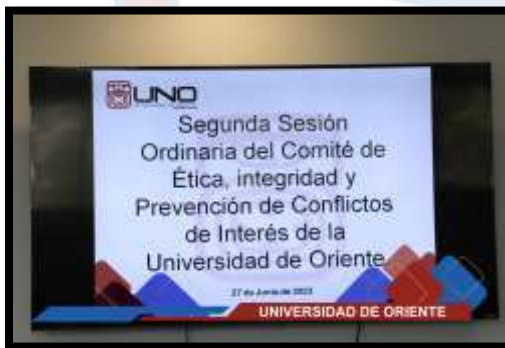 UNO
Segunda Sesión
Ordinaria del Comité de
Ética, integridad y
Prevención de Conflictos
de Interés de la
Universidad de Oriente
27 de Junio de 2023
UNIVERSIDAD DE ORIENTE